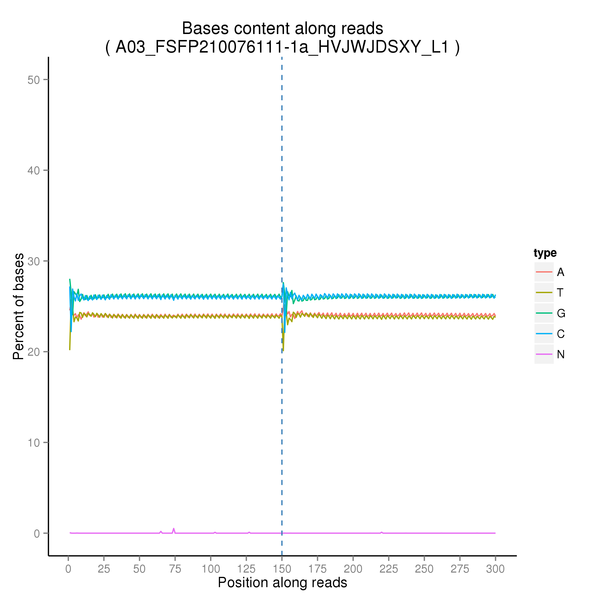 Bases content along reads
( A03_FSFP210076111-1a_HVJWJDSXY_L1 )
Percent of bases
50
40
30
20
10
0
0 25 50 75 100 125 150 175 200 225 250 275 300
Position along reads
type
A
T
G
C
N